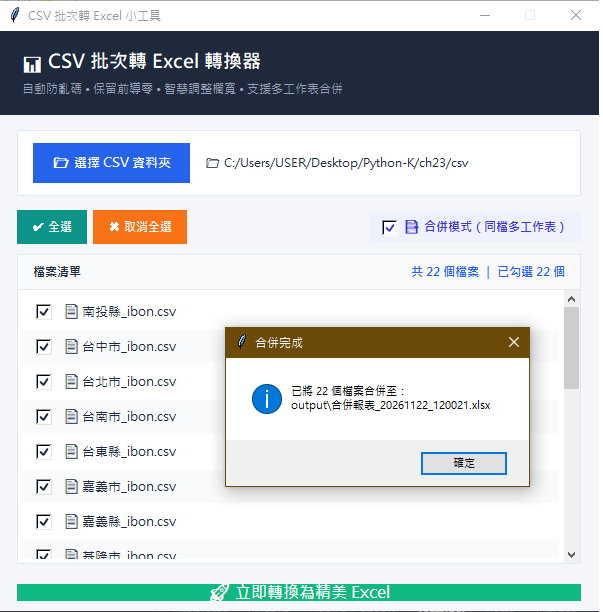 CSV 批次轉 Excel 小工具
CSV 批次轉 Excel 轉換器
自動防亂碼 • 保留前導零 • 智慧調整欄寬 • 支援多工作表合併
選擇 CSV 資料夾
C:/Users/USER/Desktop/Python-K/ch23/csv
全選
取消全選
合併模式（同檔多工作表）
檔案清單
共 22 個檔案 | 已勾選 22 個
南投縣_ibon.csv
台中市_ibon.csv
台北市_ibon.csv
台南市_ibon.csv
台東縣_ibon.csv
嘉義市_ibon.csv
嘉義縣_ibon.csv
基隆市_ibon.csv
合併完成
已將 22 個檔案合併至：
output\合併報表_20261122_120021.xlsx
確定
立即轉換為精美 Excel